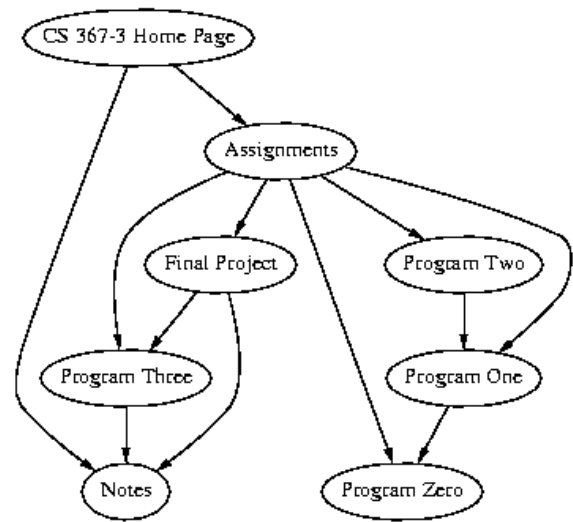 CS 367-3 Home Page
Assignments
Final Project
Program Two
Program Three
Program One
Notes
Program Zero